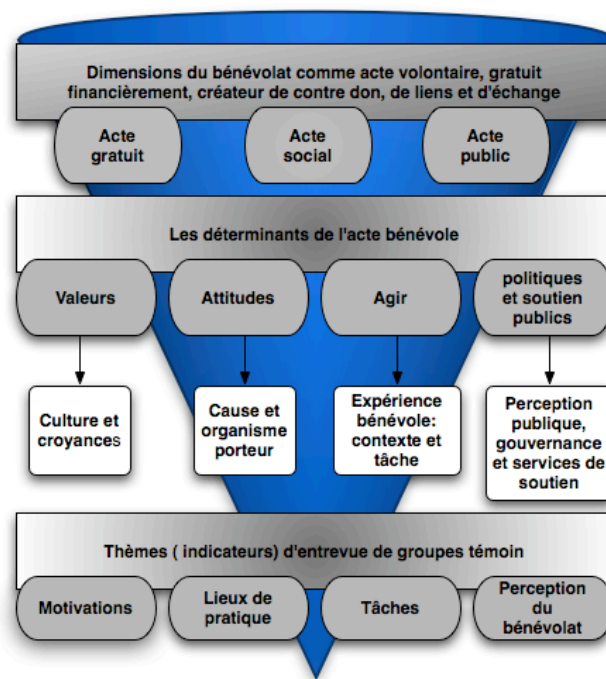 Dimensions du bénévolat comme acte volontaire, gratuit
financièrement, créateur de contre don, de liens et d'échange
Acte
gratuit
Acte
social
Acte
public
Les déterminants de l'acte bénévole
Valeurs
Attitudes
Agir
politiques
et soutien
publics
Culture et
croyances
Cause et
organisme
porteur
Expérience
bénévole:
contexte et
tâche
Perception
publique,
gouvernance
et services de
soutien
Thèmes ( indicateurs) d'entrevue de groupes témoin
Motivations
Lieux de
pratique
Tâches
Perception
du
bénévolat